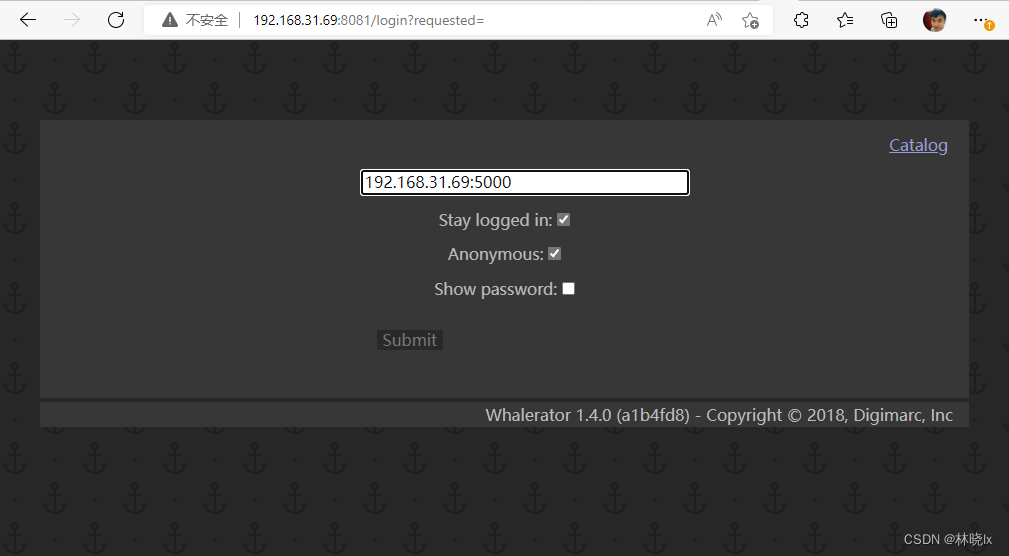 不安全 192.168.31.69:8081/login?requested=
Catalog
192.168.31.69:5000
Stay logged in:
Anonymous:
Show password:
Submit
Whalerator 1.4.0 (a1b4fd8) - Copyright © 2018, Digimarc, Inc
CSDN @林晓lx